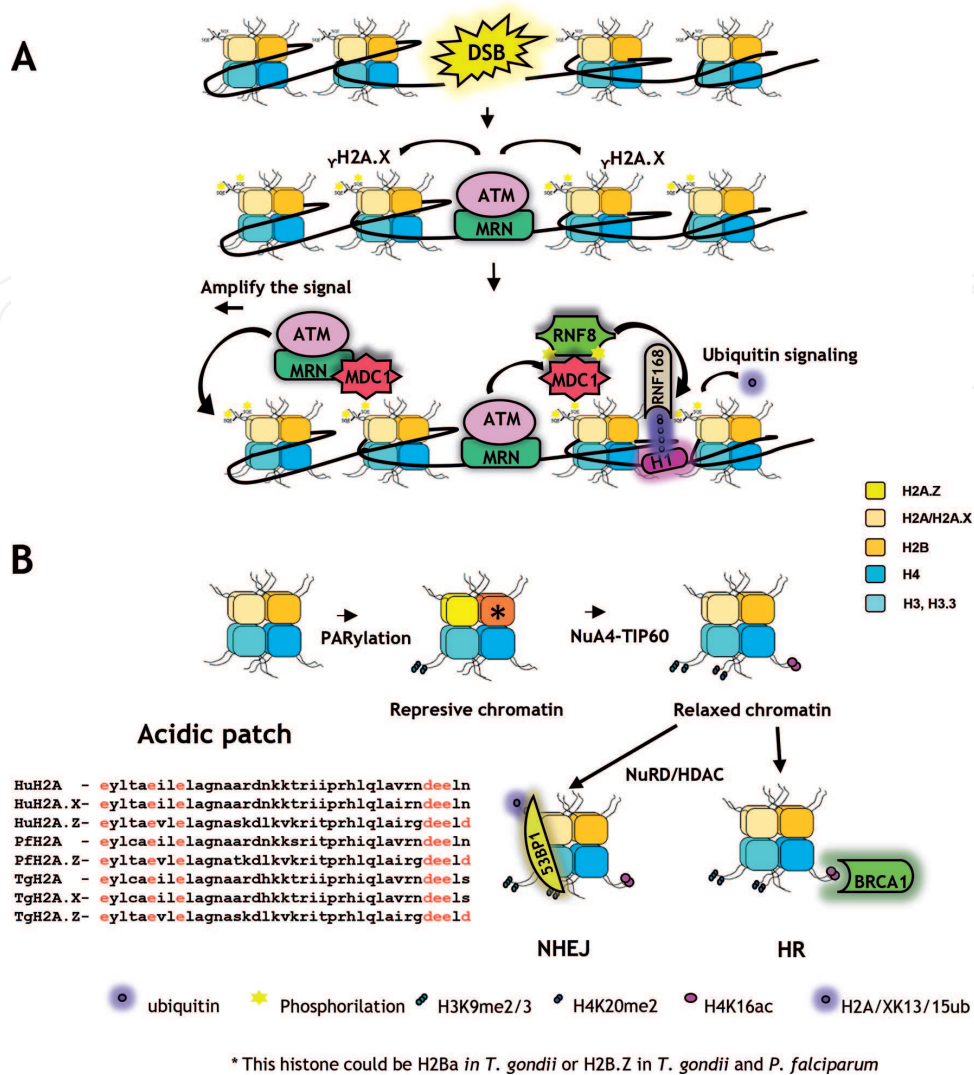 A
DSB
γH2A.X
γH2A.X
ATM
MRN
Amplify the signal
ATM
MRN
MDC1
RNF8
MDC1
RNF168
Ubiquitin signaling
ATM
MRN
H1
H2A.Z
H2A/H2A.X
H2B
H4
H3, H3.3
B
PARylation
*
NuA4-TIP60
Represive chromatin
Relaxed chromatin
Acidic patch
NuRD/HDAC
HuH2A - eyltaeilelagnaardnkktriiprhlqlavrndeeln
HuH2A.X- eyltaeilelagnaardnkktriiprhlqlavrndeeln
HuH2A.Z- eyltaevlelagnaskdlkvkritprhlqlairgdeeld
PfH2A - eylcaeilelagnaardnkksritprhiqlavrndeeln
PfH2A.Z- eyltaevlelagnatkdlkvkritprhlqlairgdeeld
TgH2A - eylcaeilelagnaardhkktriiprhlqlavrndeels
TgH2A.X- eylcaeilelagnaardhkktriiprhiqlavrndeels
TgH2A.Z- eyltaevlelagnaskdlkvkritprhlqlairgdeeld
53BP1
BRCA1
NHEJ
HR
ubiquitin
Phosphorilation
H3K9me2/3
H4K20me2
H4K16ac
H2A/XK13/15ub
* This histone could be H2Ba in T. gondii or H2B.Z in T. gondii and P. falciparum